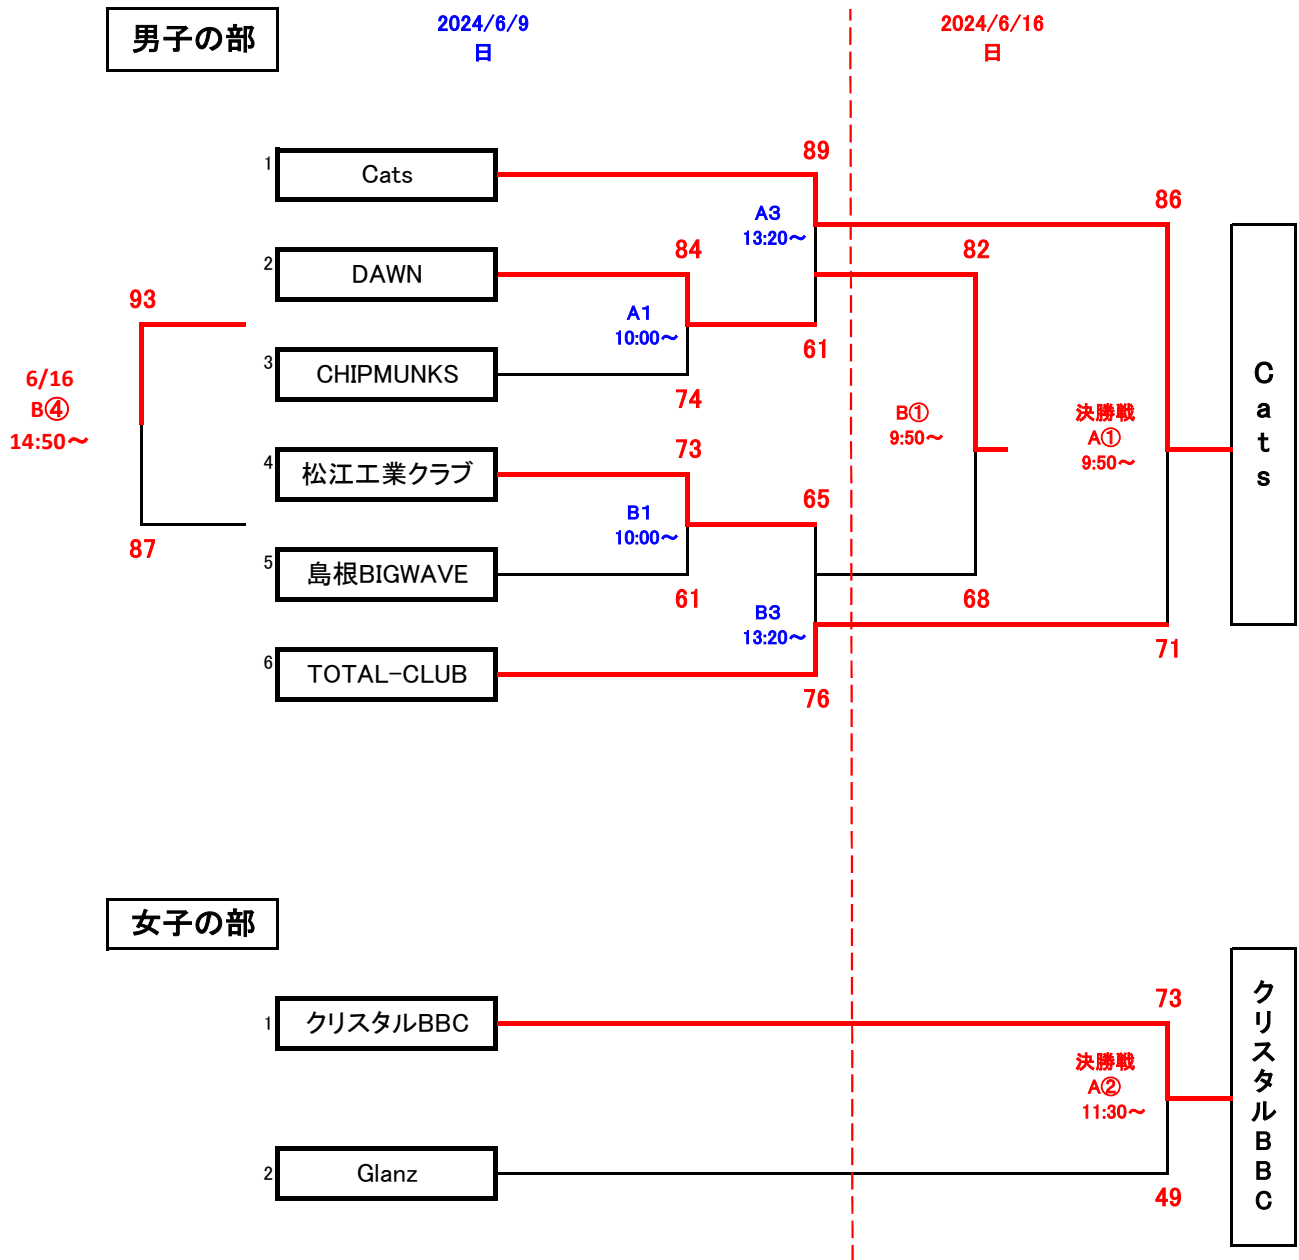 男子の部
2024/6/9
日
2024/6/16
日
1
Cats
89
86
A3
13:20～
2
DAWN
84
82
93
A1
10:00～
61
3
CHIPMUNKS
74
6/16
B④
14:50～
B①
9:50～
決勝戦
A①
9:50～
Cats
4
松江工業クラブ
73
65
B1
10:00～
87
5
島根BIGWAVE
61
68
B3
13:20～
71
6
TOTAL-CLUB
76
女子の部
1
クリスタルBBC
73
決勝戦
A②
11:30～
クリスタルBBC
2
Glanz
49